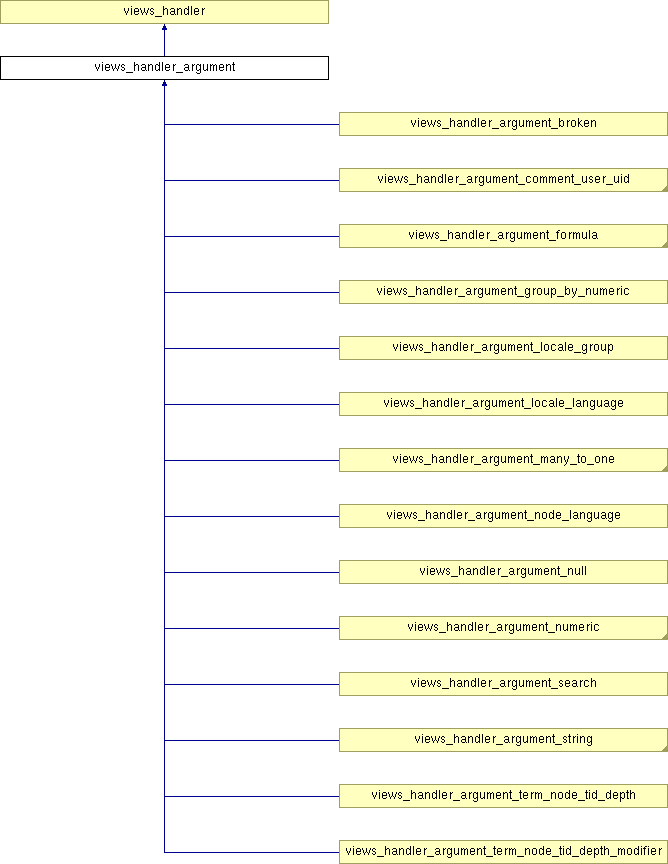 views_handler
views_handler_argument
views_handler_argument_broken
views_handler_argument_comment_user_uid
views_handler_argument_formula
views_handler_argument_group_by_numeric
views_handler_argument_locale_group
views_handler_argument_locale_language
views_handler_argument_many_to_one
views_handler_argument_node_language
views_handler_argument_null
views_handler_argument_numeric
views_handler_argument_search
views_handler_argument_string
views_handler_argument_term_node_tid_depth
views_handler_argument_term_node_tid_depth_modifier